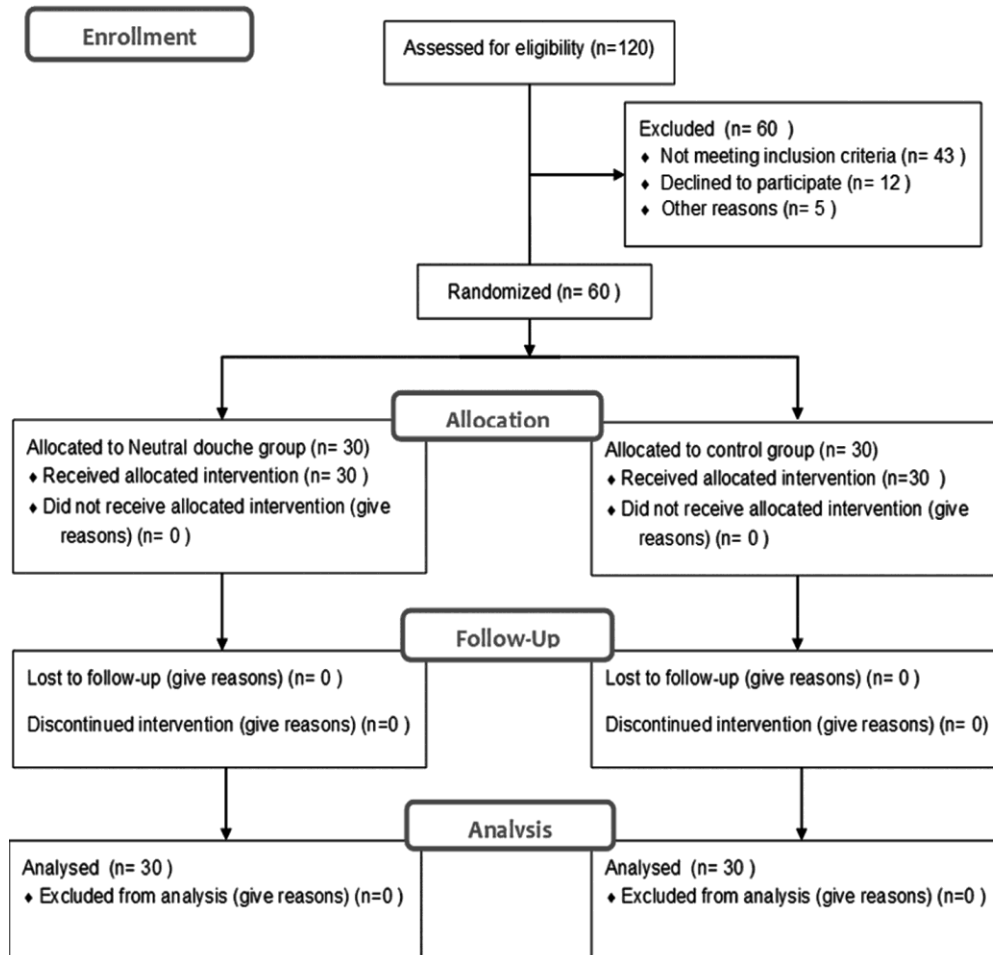 Enrollment
Assessed for eligibility (n=120)
Excluded (n= 60 )
♦ Not meeting inclusion criteria (n= 43 )
♦ Declined to participate (n= 12 )
♦ Other reasons (n= 5 )
Randomized (n= 60 )
Allocation
Allocated to Neutral douche group (n= 30)
♦ Received allocated intervention (n= 30 )
♦ Did not receive allocated intervention (give
reasons) (n= 0 )
Allocated to control group (n= 30)
♦ Received allocated intervention (n=30 )
♦ Did not receive allocated intervention (give
reasons) (n= 0 )
Follow-Up
Lost to follow-up (give reasons) (n= 0 )
Discontinued intervention (give reasons) (n=0 )
Lost to follow-up (give reasons) (n= 0 )
Discontinued intervention (give reasons) (n= 0)
Analysis
Analysed (n= 30 )
♦ Excluded from analysis (give reasons) (n=0 )
Analysed (n= 30 )
♦ Excluded from analysis (give reasons) (n=0 )